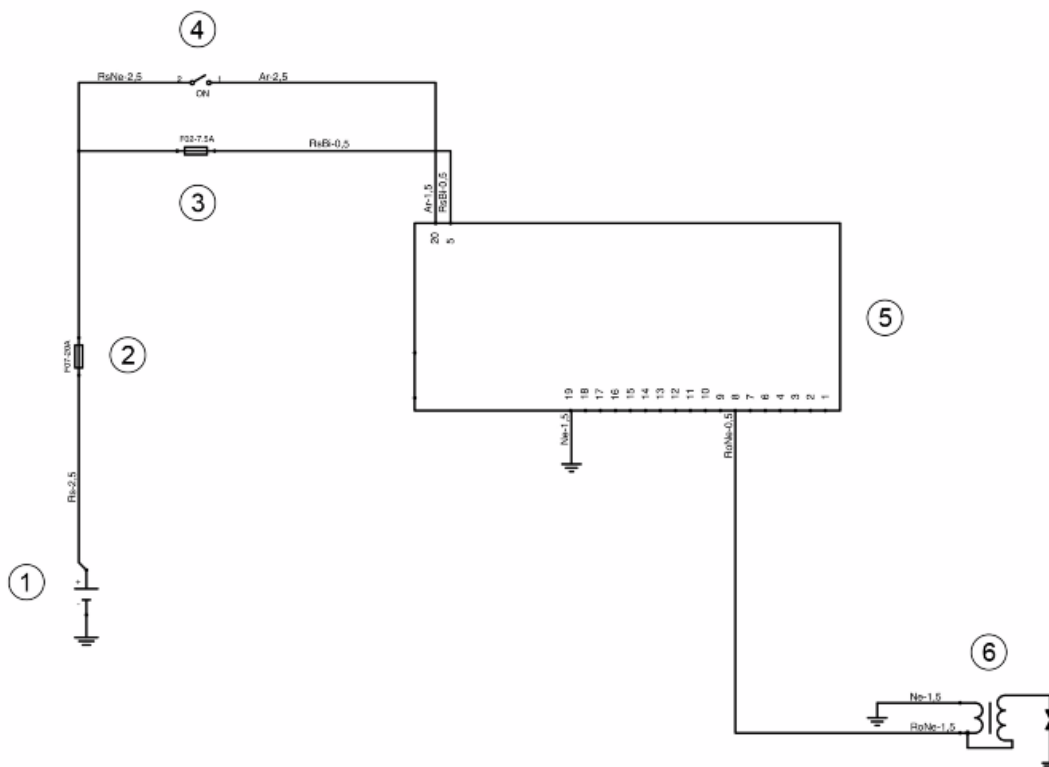 4
RsNe-2,5
2
1
Ar-2,5
ON
F02-7.5A
RsBi-0,5
3
Ar-1,5
RsBi-0,5
20
5
5
F07-20A
2
19
18
17
16
15
14
13
12
11
10
9
8
7
6
4
3
2
1
Ne-1,5
RoNe-0,5
Rs-2,5
1
+
-
6
Ne-1,5
RoNe-1,5